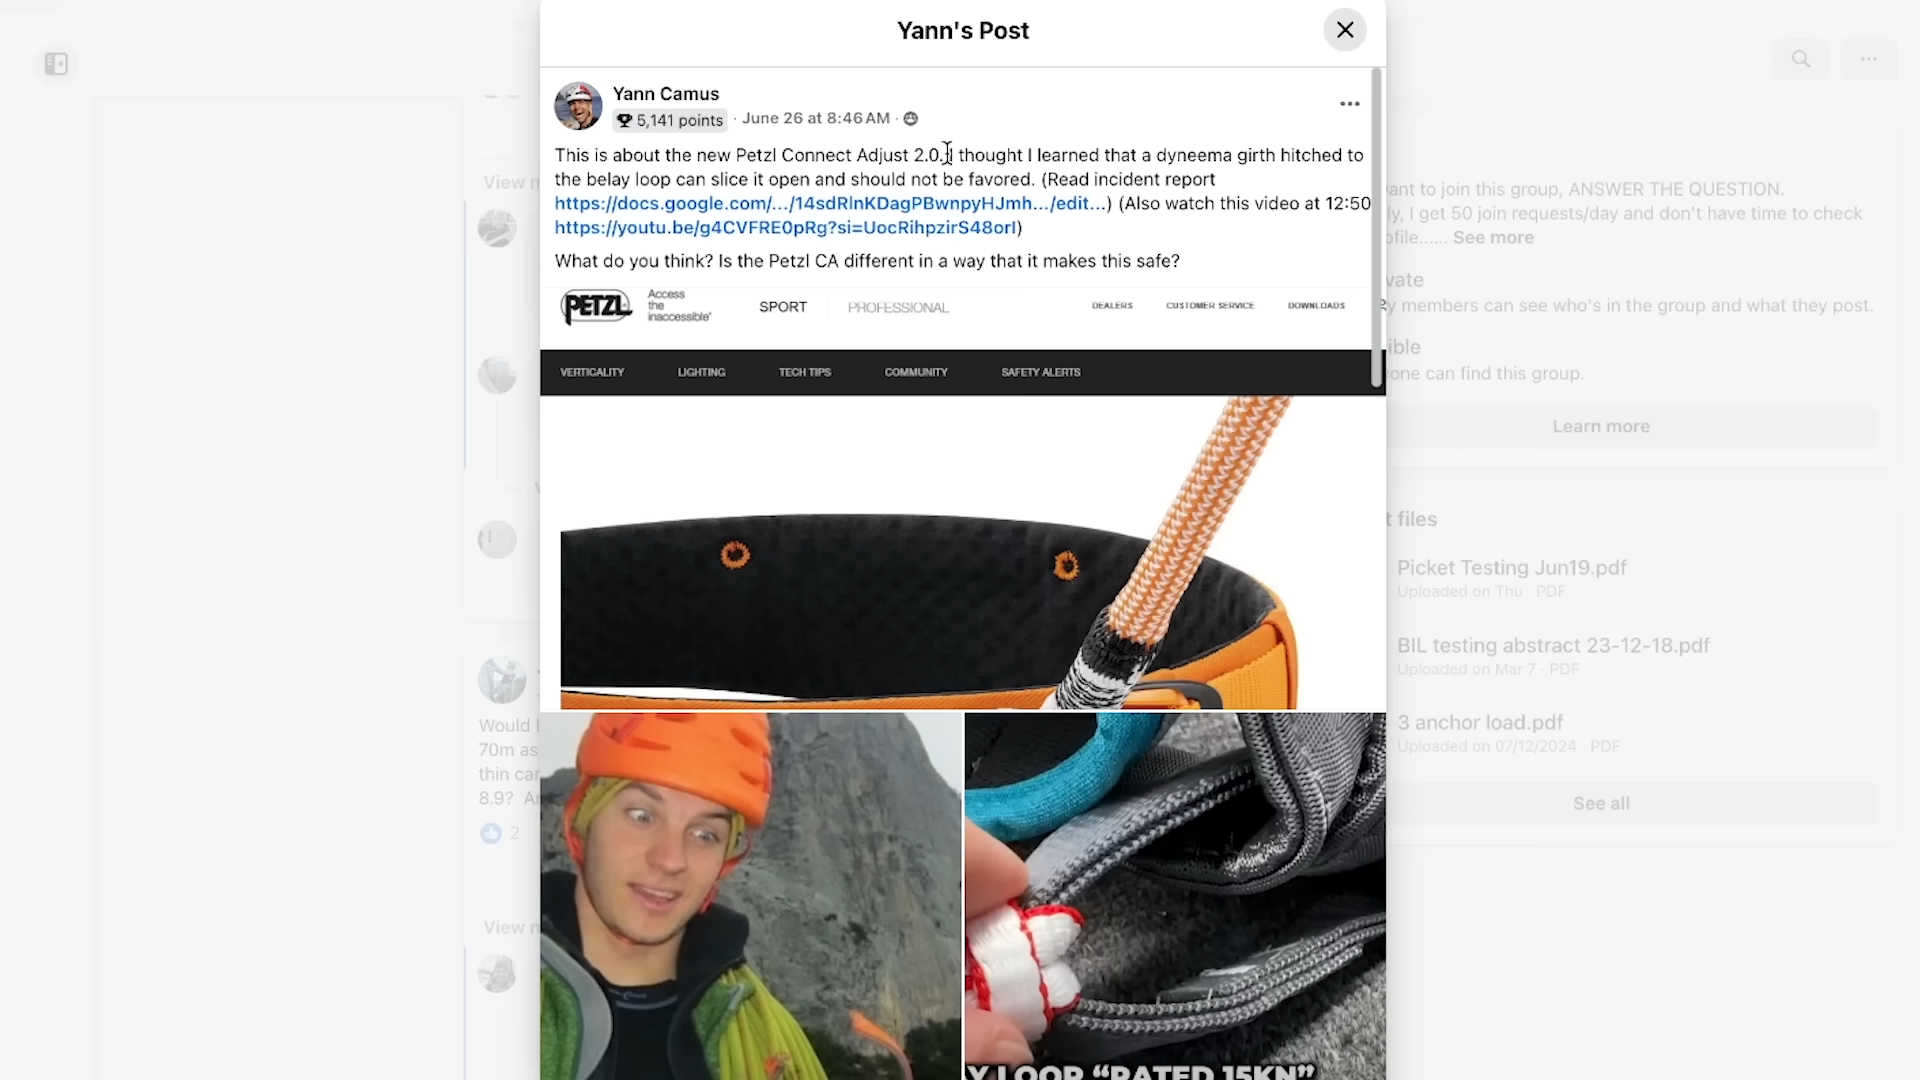 Yann's Post
Yann Camus
5,141 points · June 26 at 8:46 AM ·
This is about the new Petzl Connect Adjust 2.0. I thought I learned that a dyneema girth hitched to
the belay loop can slice it open and should not be favored. (Read incident report
https://docs.google.com/.../14sdRlnKDagPBwnpyHJmh.../edit...) (Also watch this video at 12:50
https://youtu.be/g4CVFRE0pRg?si=UocRihpzirS48orl)
What do you think? Is the Petzl CA different in a way that it makes this safe?
PETZL
Access
the
inaccessible
SPORT
PROFESSIONAL
DEALERS
CUSTOMER SERVICE
DOWNLOADS
VERTICALITY
LIGHTING
TECH TIPS
COMMUNITY
SAFETY ALERTS
Y LOOP “RATED 15KN”
View
Would
70m as
thin car
8.9?
2
View
ant to join this group, ANSWER THE QUESTION.
ly, I get 50 join requests/day and don't have time to check
ofile...... See more
vate
y members can see who's in the group and what they post.
ible
one can find this group.
Learn more
t files
Picket Testing Jun19.pdf
Uploaded on Thu · PDF
BIL testing abstract 23-12-18.pdf
Uploaded on Mar 7 · PDF
3 anchor load.pdf
Uploaded on 07/12/2024 · PDF
See all